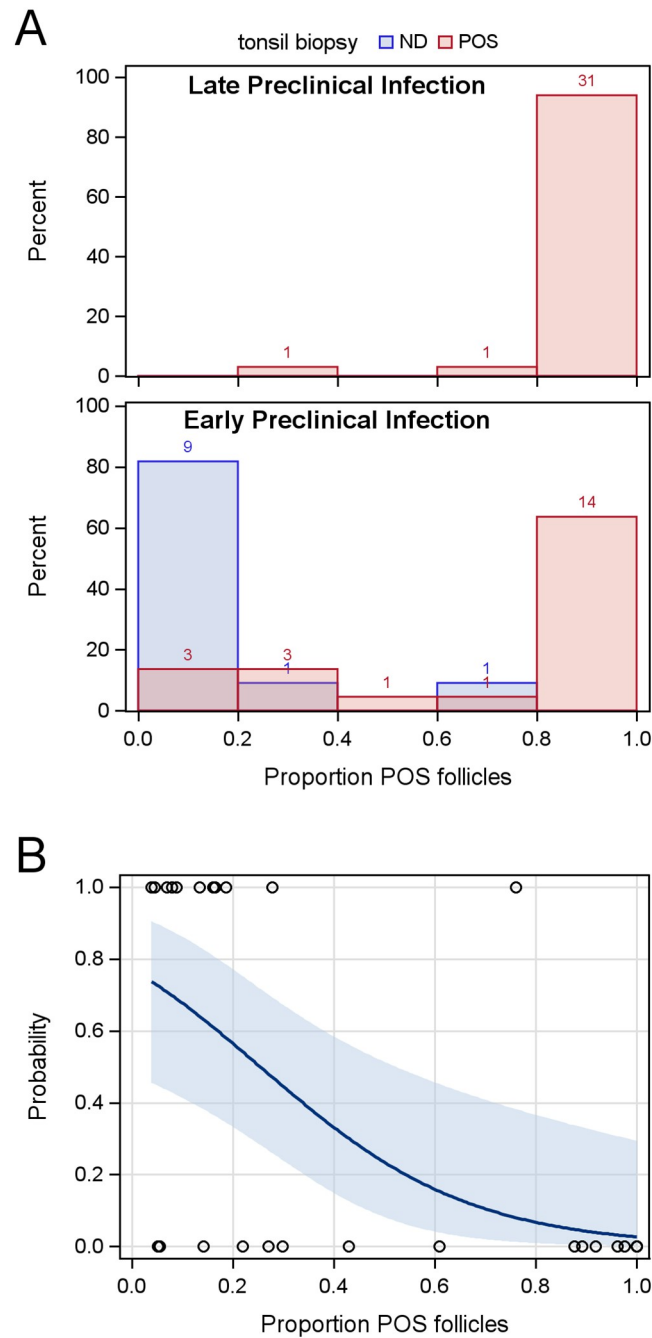 A
tonsil biopsy ND POS
Late Preclinical Infection
31
1 1
Percent
100
80
60
40
20
0
Early Preclinical Infection
9
14
3 3
1 1
1 1
Percent
100
80
60
40
20
0
0.0 0.2 0.4 0.6 0.8 1.0
Proportion POS follicles
B
Probability
1.0
0.8
0.6
0.4
0.2
0.0
0.0 0.2 0.4 0.6 0.8 1.0
Proportion POS follicles